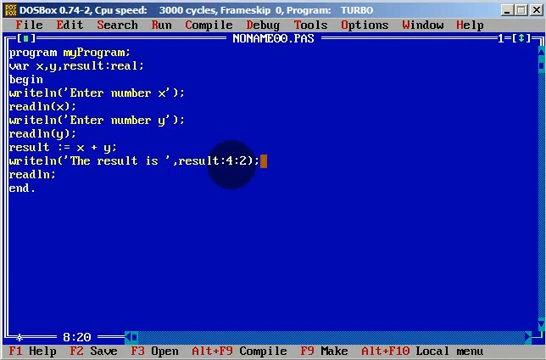 DOSBox 0.74-2, Cpu speed: 3000 cycles, Frameskip 0, Program: TURBO
File Edit Search Run Compile Debug Tools Options Window Help
NONAME00.PAS 1=[↕]
program myProgram;
var x,y,result:real;
begin
writeln('Enter number x');
readln(x);
writeln('Enter number y');
readln(y);
result := x + y;
writeln('The result is ',result:4:2);
readln;
end.
8:20
F1 Help F2 Save F3 Open Alt+F9 Compile F9 Make Alt+F10 Local menu